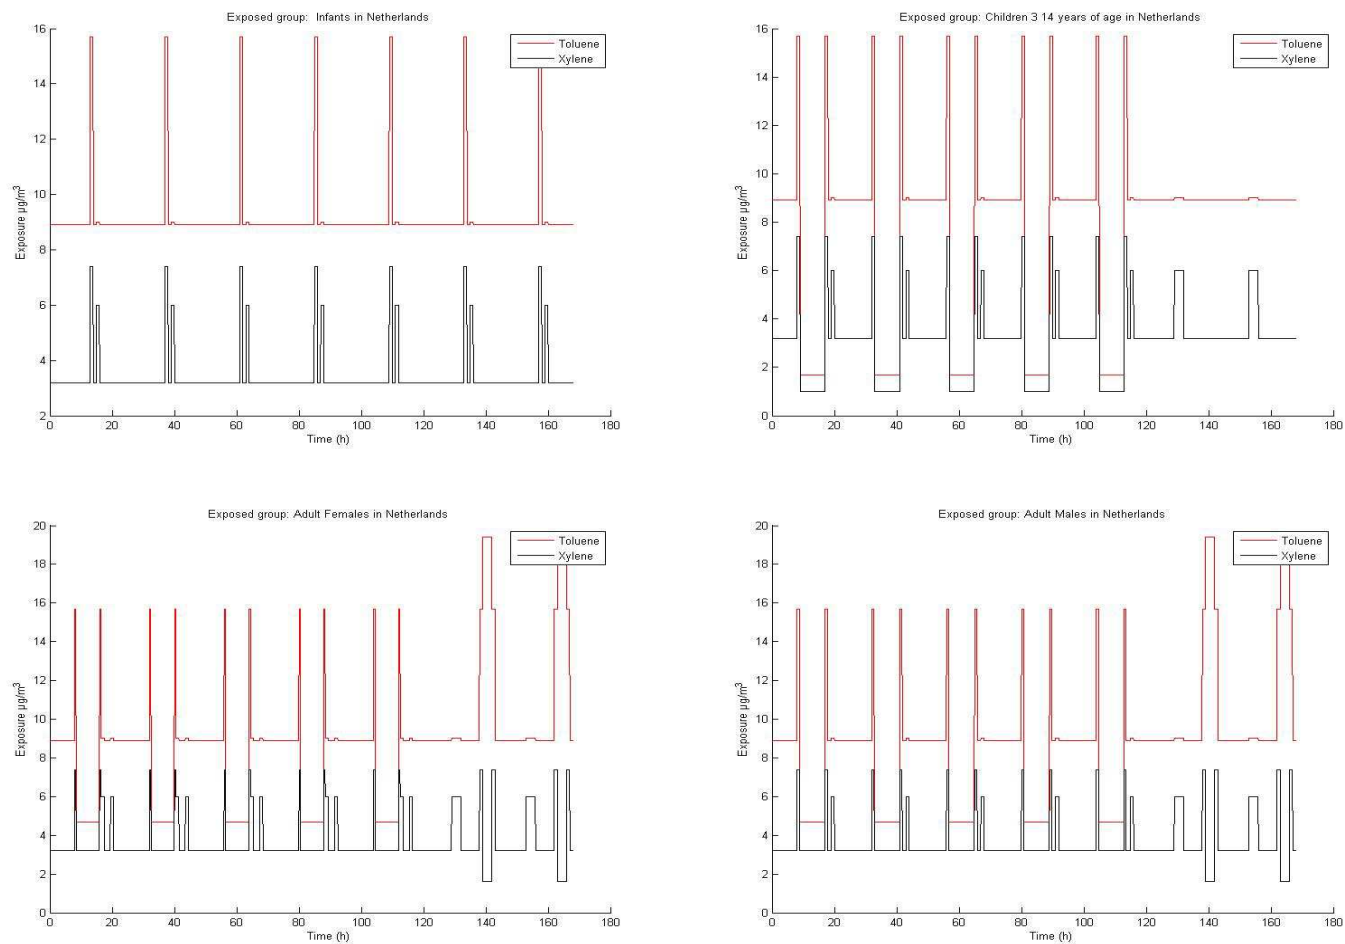 Exposed group:  Infants in Netherlands
Toluene
Xylene
Exposure µg/m³
16
14
12
10
8
6
4
2
0 20 40 60 80 100 120 140 160 180
Time (h)
Exposed group: Children 3 14 years of age in Netherlands
Toluene
Xylene
Exposure µg/m³
16
14
12
10
8
6
4
2
0
0 20 40 60 80 100 120 140 160 180
Time (h)
Exposed group: Adult Females in Netherlands
Toluene
Xylene
Exposure µg/m³
20
18
16
14
12
10
8
6
4
2
0
0 20 40 60 80 100 120 140 160 180
Time (h)
Exposed group: Adult Males in Netherlands
Toluene
Xylene
Exposure µg/m³
20
18
16
14
12
10
8
6
4
2
0
0 20 40 60 80 100 120 140 160 180
Time (h)